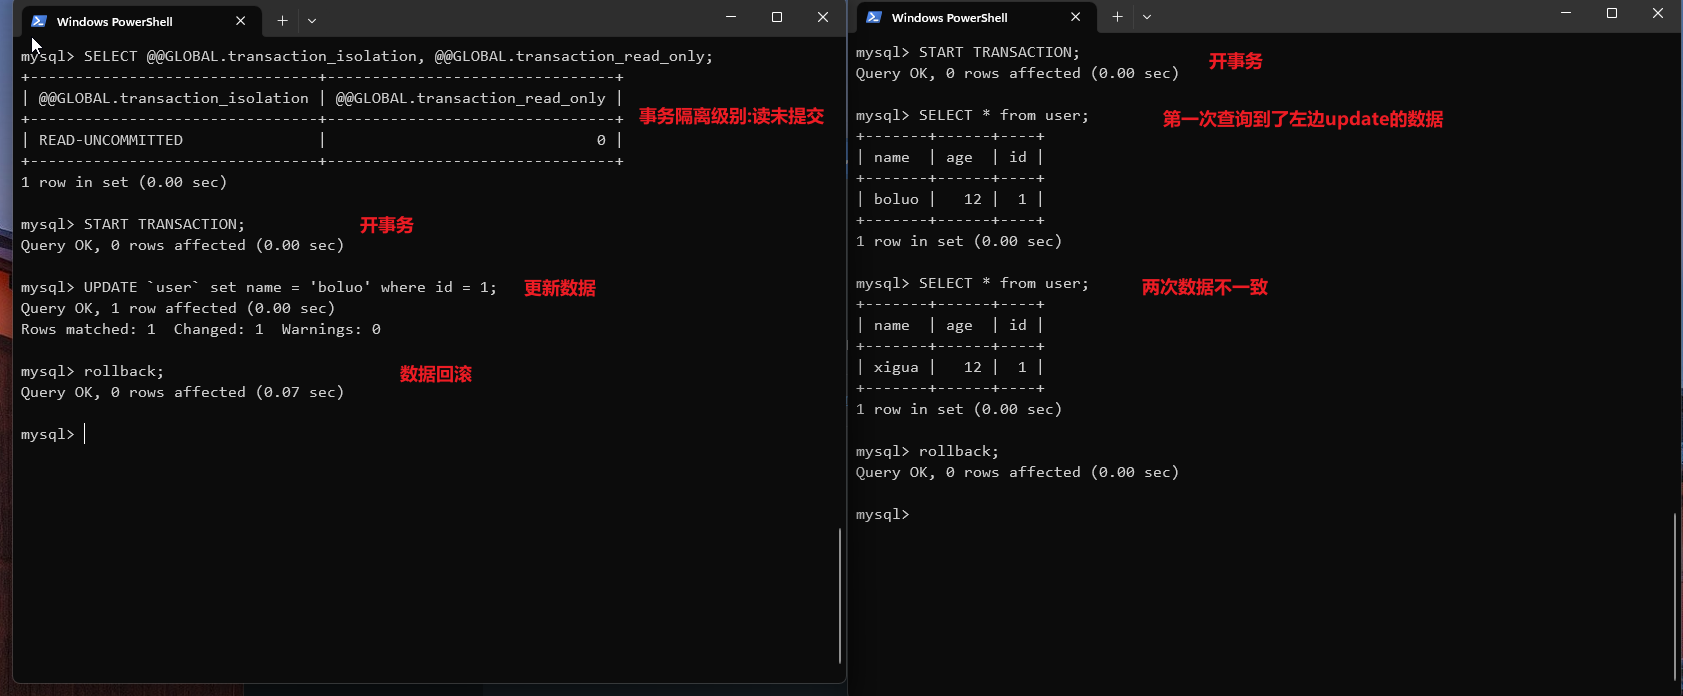 Windows PowerShell
mysql> SELECT @@GLOBAL.transaction_isolation, @@GLOBAL.transaction_read_only;
+--------------------------------+--------------------------------+
| @@GLOBAL.transaction_isolation | @@GLOBAL.transaction_read_only |
+--------------------------------+--------------------------------+
事务隔离级别:读未提交
| READ-UNCOMMITTED               |                              0 |
+--------------------------------+--------------------------------+
1 row in set (0.00 sec)
mysql> START TRANSACTION;
开事务
Query OK, 0 rows affected (0.00 sec)
mysql> UPDATE `user` set name = 'boluo' where id = 1;
更新数据
Query OK, 1 row affected (0.00 sec)
Rows matched: 1  Changed: 1  Warnings: 0
mysql> rollback;
数据回滚
Query OK, 0 rows affected (0.07 sec)
mysql>
Windows PowerShell
mysql> START TRANSACTION;
开事务
Query OK, 0 rows affected (0.00 sec)
mysql> SELECT * from user;
第一次查询到了左边update的数据
+-------+------+----+
| name  | age  | id |
+-------+------+----+
| boluo |   12 |  1 |
+-------+------+----+
1 row in set (0.00 sec)
mysql> SELECT * from user;
两次数据不一致
+-------+------+----+
| name  | age  | id |
+-------+------+----+
| xigua |   12 |  1 |
+-------+------+----+
1 row in set (0.00 sec)
mysql> rollback;
Query OK, 0 rows affected (0.00 sec)
mysql>